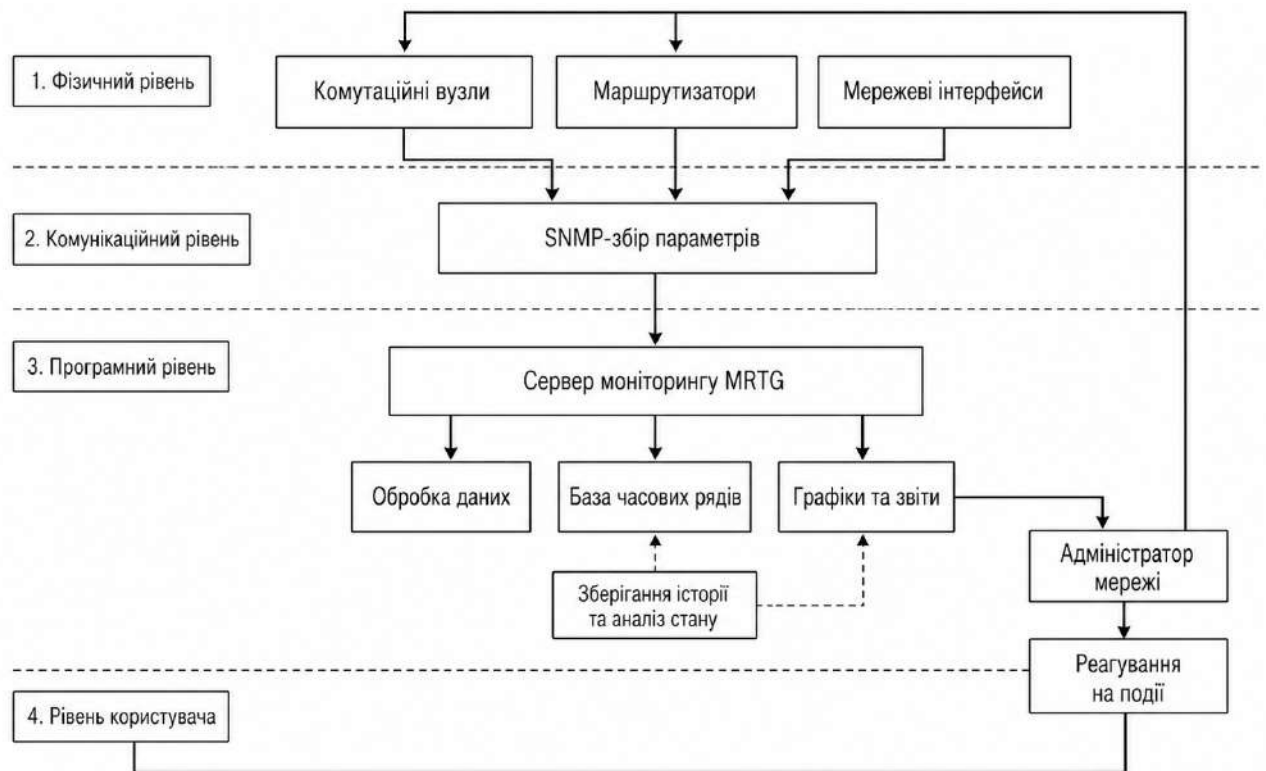 1. Фізичний рівень
Комутаційні вузли
Маршрутизатори
Мережеві інтерфейси
2. Комунікаційний рівень
SNMP-збір параметрів
3. Програмний рівень
Сервер моніторингу MRTG
Обробка даних
База часових рядів
Графіки та звіти
Адміністратор
мережі
Зберігання історії
та аналіз стану
Реагування
на події
4. Рівень користувача